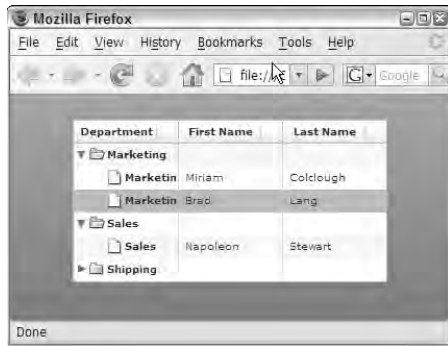 Mozilla Firefox
File Edit View History Bookmarks Tools Help
file:// G Google
Department First Name Last Name
Marketing
Marketin Miriam Colclough
Marketin Brad Lang
Sales
Sales Napoleon Stewart
Shipping
Done